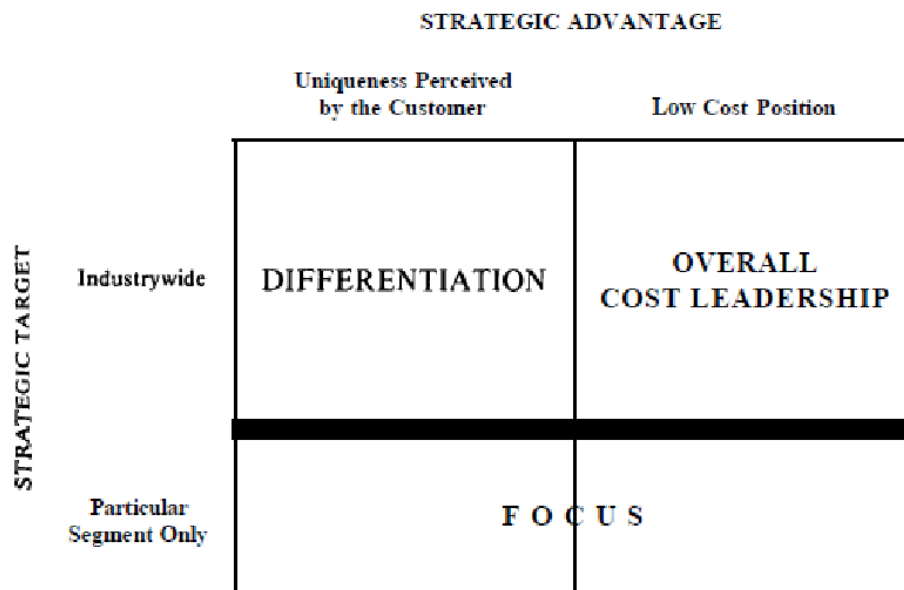 STRATEGIC ADVANTAGE
Uniqueness Perceived
by the Customer
Low Cost Position
STRATEGIC TARGET
Industrywide
DIFFERENTIATION
OVERALL
COST LEADERSHIP
Particular
Segment Only
FOCUS